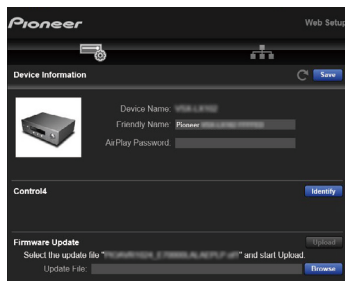 Pioneer
Web Setup
Device Information
Save
Device Name:
Friendly Name: Pioneer
AirPlay Password:
Control4
Identify
Firmware Update
Upload
Select the update file "" and start Upload.
Update File:
Browse